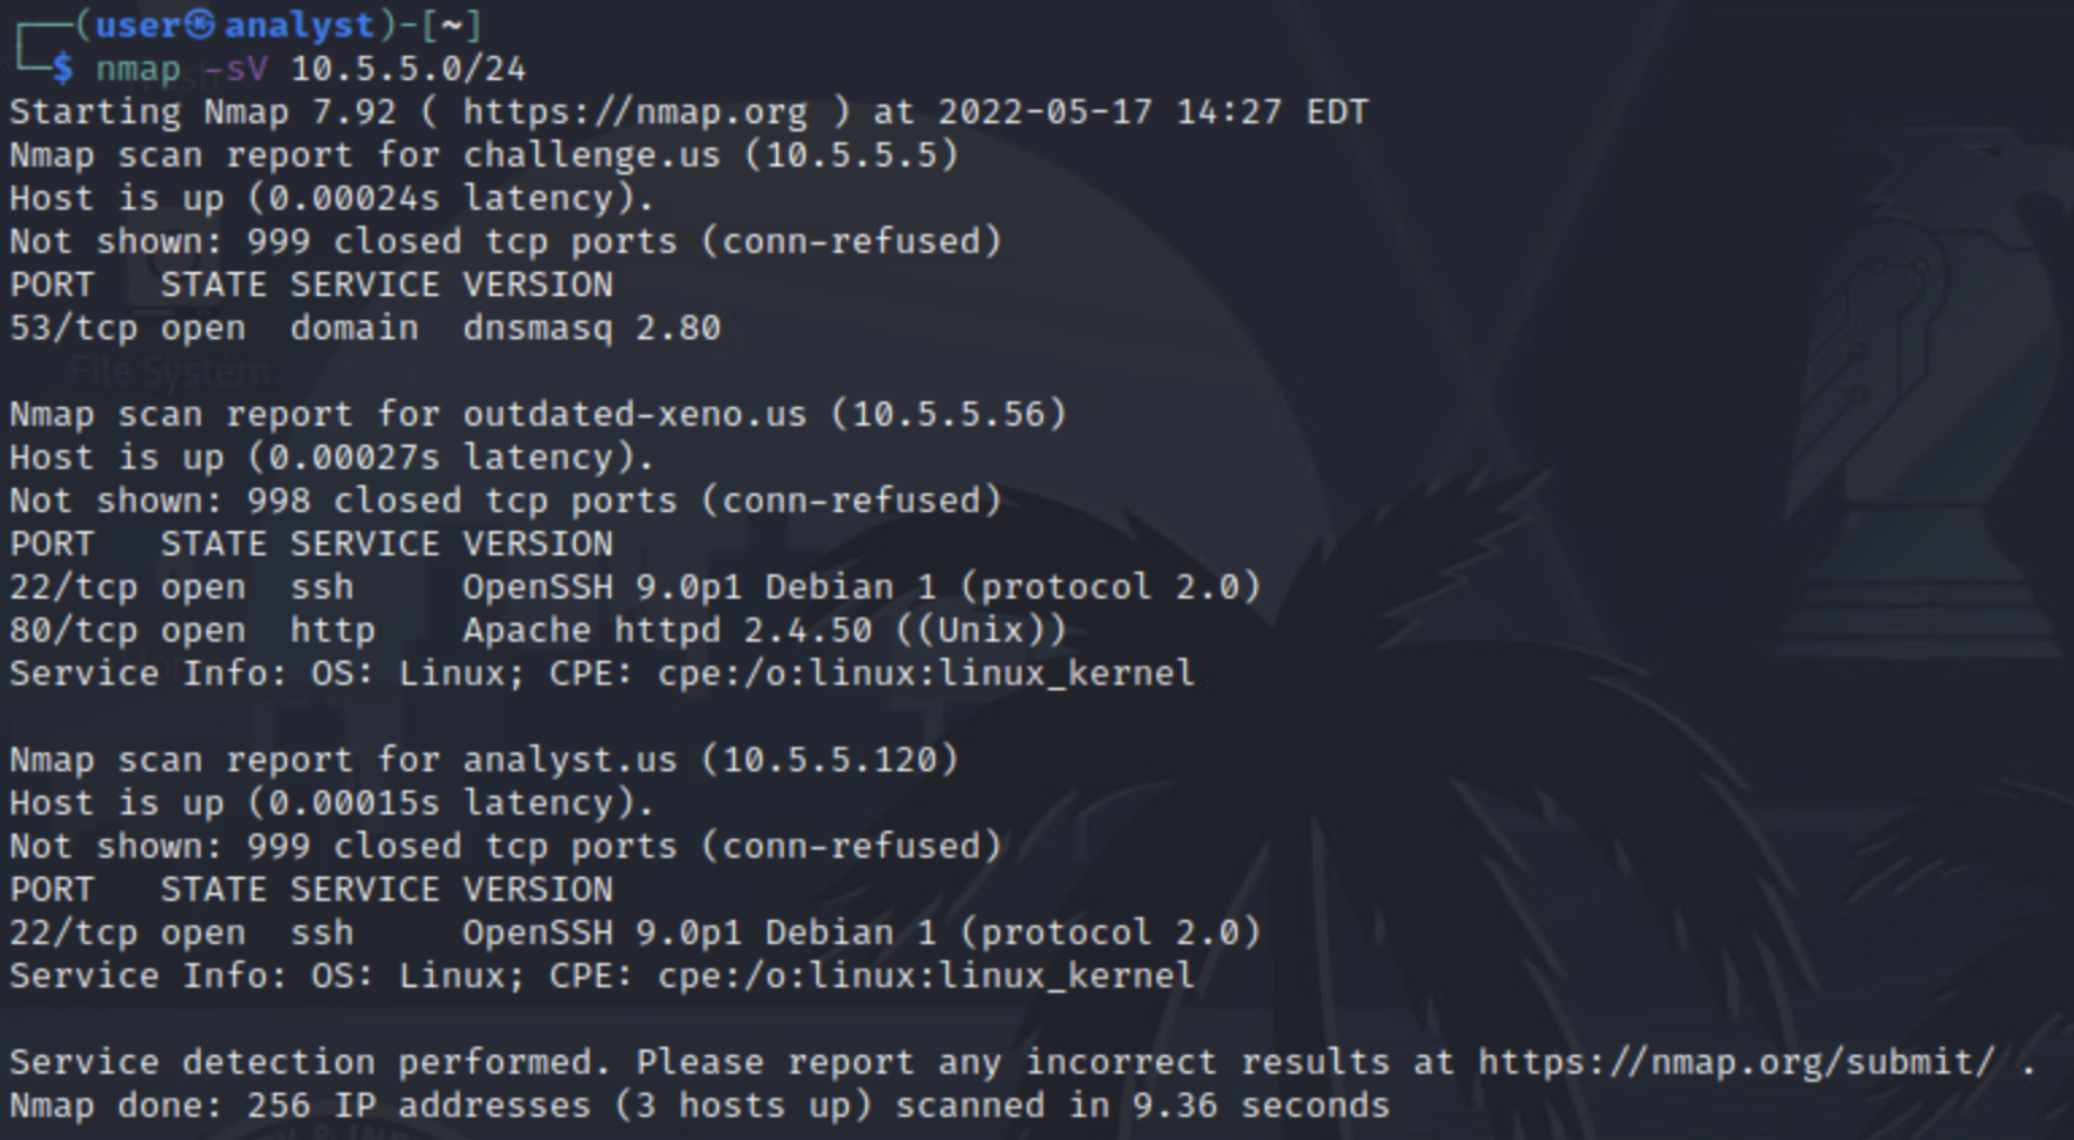 ┌──(user㉿analyst)-[~]
└─$ nmap -sV 10.5.5.0/24
Starting Nmap 7.92 ( https://nmap.org ) at 2022-05-17 14:27 EDT
Nmap scan report for challenge.us (10.5.5.5)
Host is up (0.00024s latency).
Not shown: 999 closed tcp ports (conn-refused)
PORT   STATE SERVICE VERSION
53/tcp open  domain  dnsmasq 2.80
File System
Nmap scan report for outdated-xeno.us (10.5.5.56)
Host is up (0.00027s latency).
Not shown: 998 closed tcp ports (conn-refused)
PORT   STATE SERVICE VERSION
22/tcp open  ssh     OpenSSH 9.0p1 Debian 1 (protocol 2.0)
80/tcp open  http    Apache httpd 2.4.50 ((Unix))
Service Info: OS: Linux; CPE: cpe:/o:linux:linux_kernel
Nmap scan report for analyst.us (10.5.5.120)
Host is up (0.00015s latency).
Not shown: 999 closed tcp ports (conn-refused)
PORT   STATE SERVICE VERSION
22/tcp open  ssh     OpenSSH 9.0p1 Debian 1 (protocol 2.0)
Service Info: OS: Linux; CPE: cpe:/o:linux:linux_kernel
Service detection performed. Please report any incorrect results at https://nmap.org/submit/ .
Nmap done: 256 IP addresses (3 hosts up) scanned in 9.36 seconds